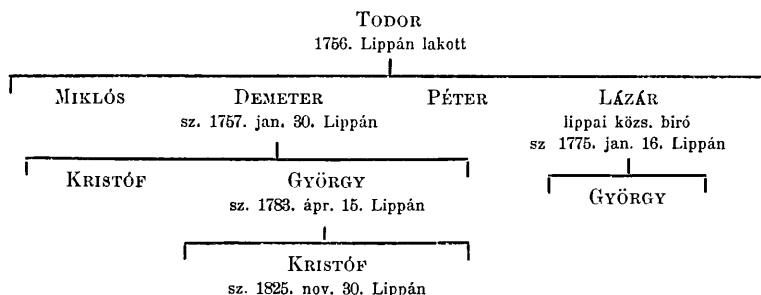 TODOR
1756. Lippán lakott
MIKLÓS DEMETER PÉTER LÁZÁR
sz. 1757. jan. 30. Lippán lippai közs. biró
sz 1775. jan. 16. Lippán
KRISTÓF GYÖRGY GYÖRGY
sz. 1783. ápr. 15. Lippán
KRISTÓF
sz. 1825. nov. 30. Lippán